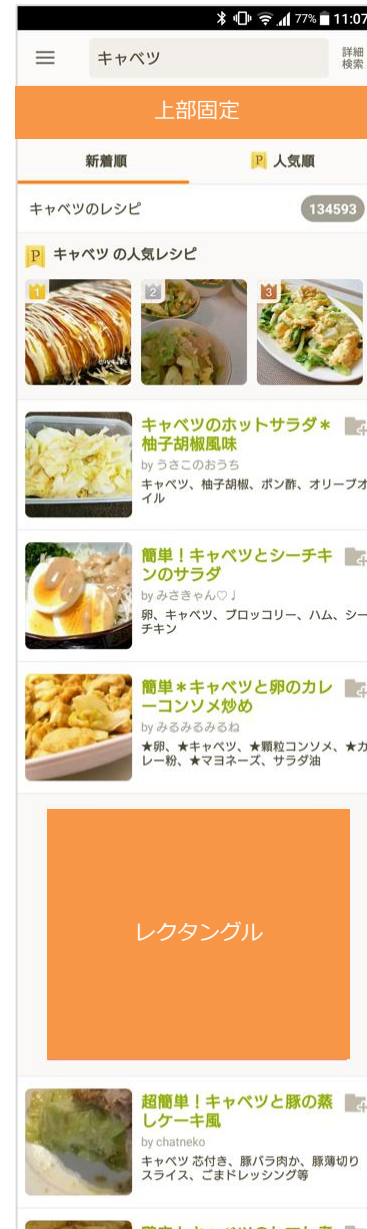 77% 11:07
キャベツ
詳細
検索
上部固定
新着順
P 人気順
キャベツのレシピ
134593
P キャベツ の人気レシピ
1
2
3
キャベツのホットサラダ＊
柚子胡椒風味
by うさこのおうち
キャベツ、柚子胡椒、ポン酢、オリーブオ
イル
簡単！キャベツとシーチキ
ンのサラダ
by みさきゃん♡♩
卵、キャベツ、ブロッコリー、ハム、シー
チキン
簡単＊キャベツと卵のカレ
ーコンソメ炒め
by みるみるみるね
★卵、★キャベツ、★顆粒コンソメ、★カ
レー粉、★マヨネーズ、サラダ油
レクタングル
超簡単！キャベツと豚の蒸
しケーキ風
by chatneko
キャベツ 芯付き、豚バラ肉か、豚薄切り
スライス、ごまドレッシング等